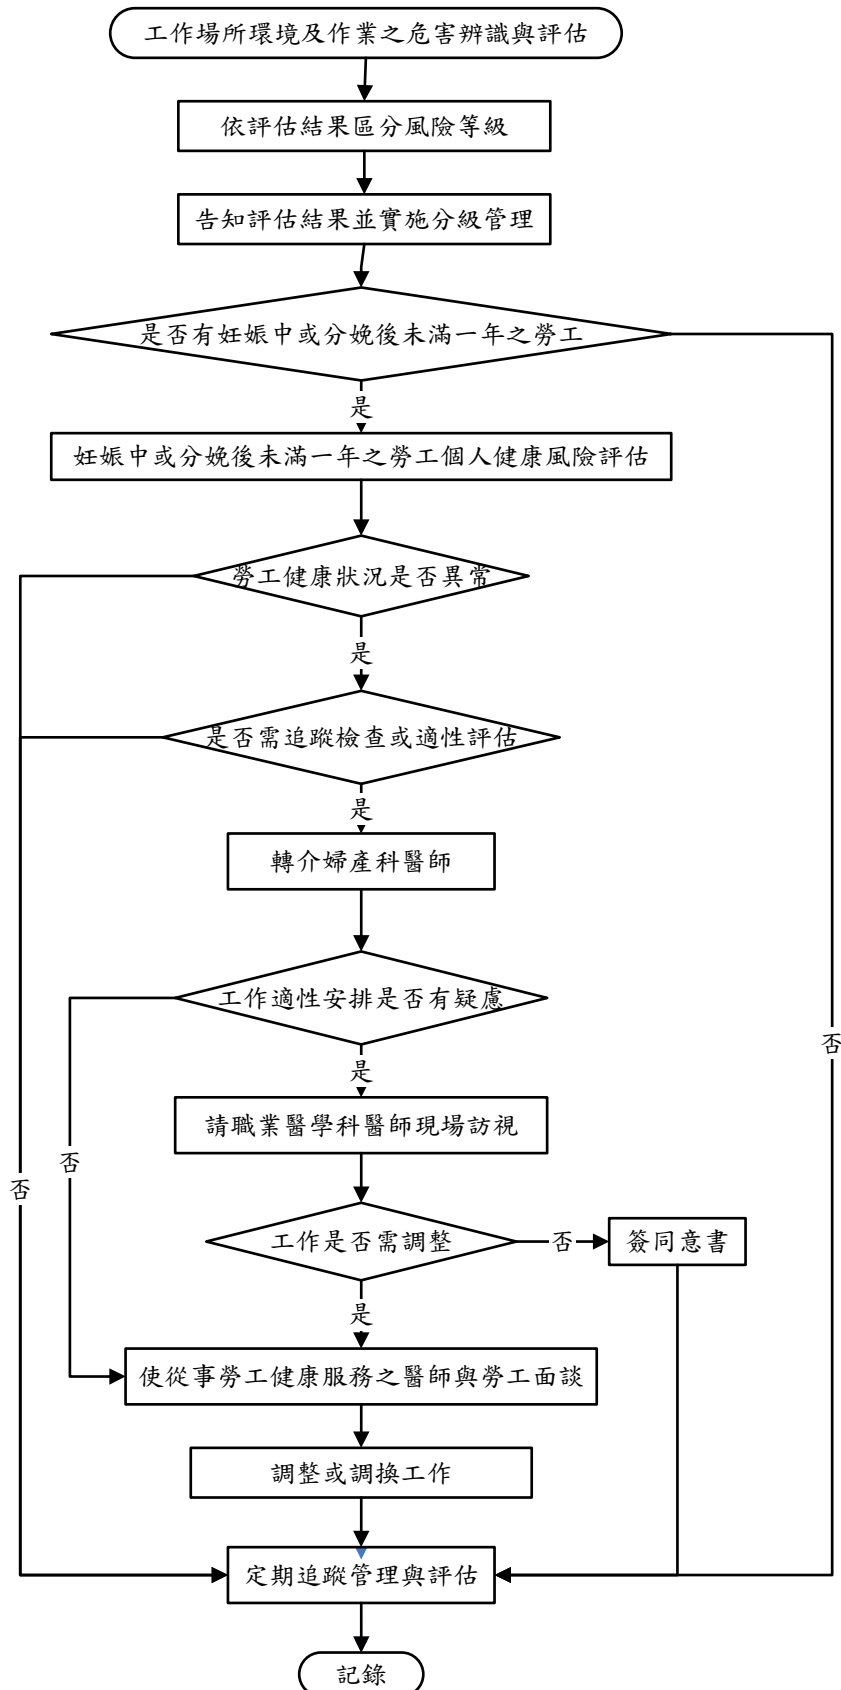 工作場所環境及作業之危害辨識與評估
依評估結果區分風險等級
告知評估結果並實施分級管理
是否有妊娠中或分娩後未滿一年之勞工
是
妊娠中或分娩後未滿一年之勞工個人健康風險評估
勞工健康狀況是否異常
是
是否需追蹤檢查或適性評估
是
轉介婦產科醫師
工作適性安排是否有疑慮
否
是
請職業醫學科醫師現場訪視
否
否
工作是否需調整
否
簽同意書
是
使從事勞工健康服務之醫師與勞工面談
調整或調換工作
定期追蹤管理與評估
記錄